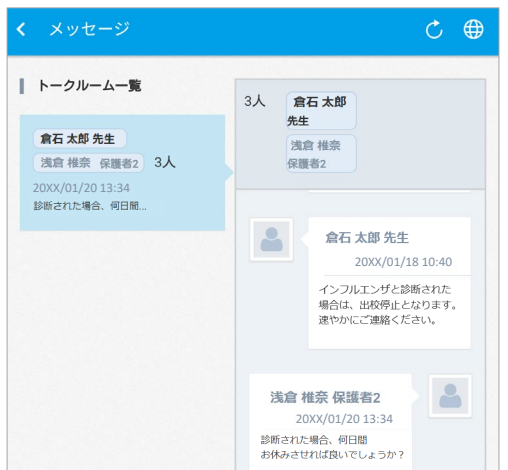 メッセージ
トークルーム一覧
倉石 太郎 先生
浅倉 椎奈 保護者2 3人
20XX/01/20 13:34
診断された場合、何日間...
3人 倉石 太郎
先生
浅倉 椎奈
保護者2
倉石 太郎 先生
20XX/01/18 10:40
インフルエンザと診断された
場合は、出校停止となります。
速やかにご連絡ください。
浅倉 椎奈 保護者2
20XX/01/20 13:34
診断された場合、何日間
お休みさせれば良いでしょうか？